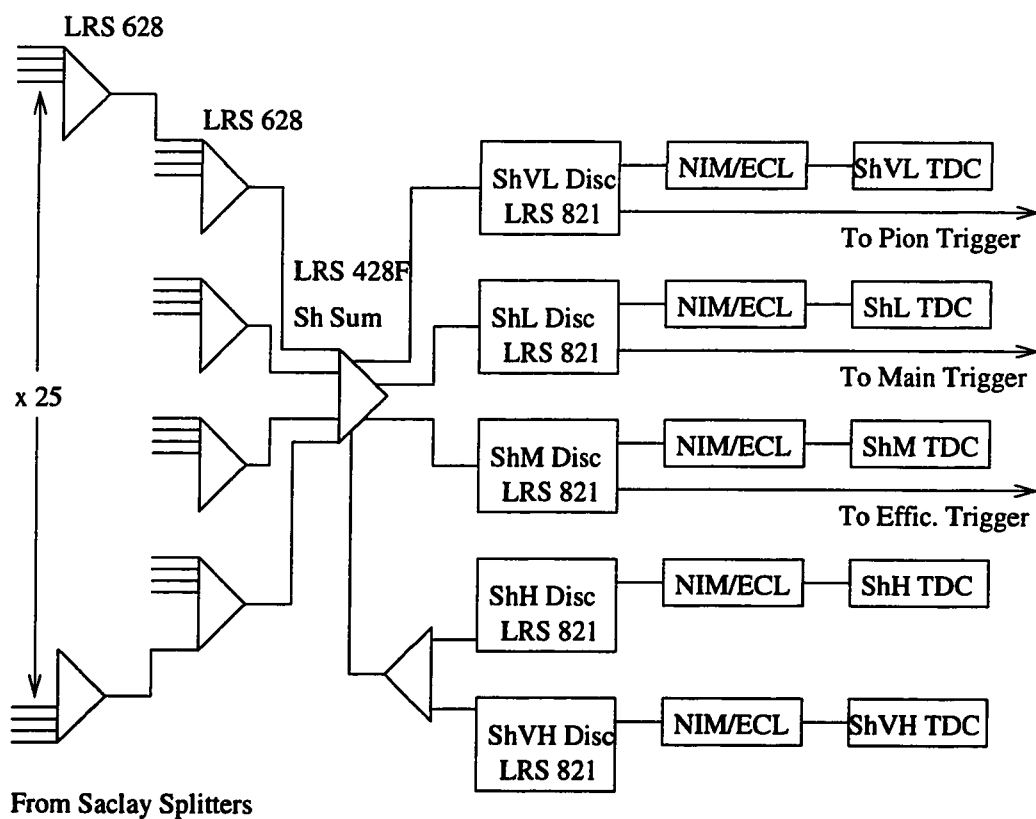 LRS 628
LRS 628
LRS 428F
Sh Sum
x 25
From Saclay Splitters
ShVL Disc
LRS 821
NIM/ECL
ShVL TDC
To Pion Trigger
ShL Disc
LRS 821
NIM/ECL
ShL TDC
To Main Trigger
ShM Disc
LRS 821
NIM/ECL
ShM TDC
To Effic. Trigger
ShH Disc
LRS 821
NIM/ECL
ShH TDC
ShVH Disc
LRS 821
NIM/ECL
ShVH TDC